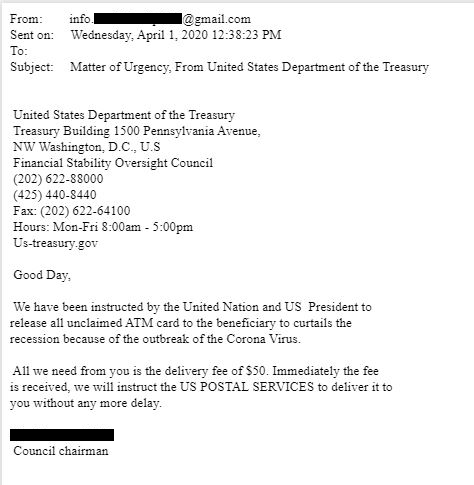 From: info.@gmail.com
Sent on: Wednesday, April 1, 2020 12:38:23 PM
To:
Subject: Matter of Urgency, From United States Department of the Treasury
United States Department of the Treasury
Treasury Building 1500 Pennsylvania Avenue,
NW Washington, D.C., U.S
Financial Stability Oversight Council
(202) 622-88000
(425) 440-8440
Fax: (202) 622-64100
Hours: Mon-Fri 8:00am - 5:00pm
Us-treasury.gov
Good Day,
We have been instructed by the United Nation and US President to
release all unclaimed ATM card to the beneficiary to curtails the
recession because of the outbreak of the Corona Virus.
All we need from you is the delivery fee of $50. Immediately the fee
is received, we will instruct the US POSTAL SERVICES to deliver it to
you without any more delay.
Council chairman